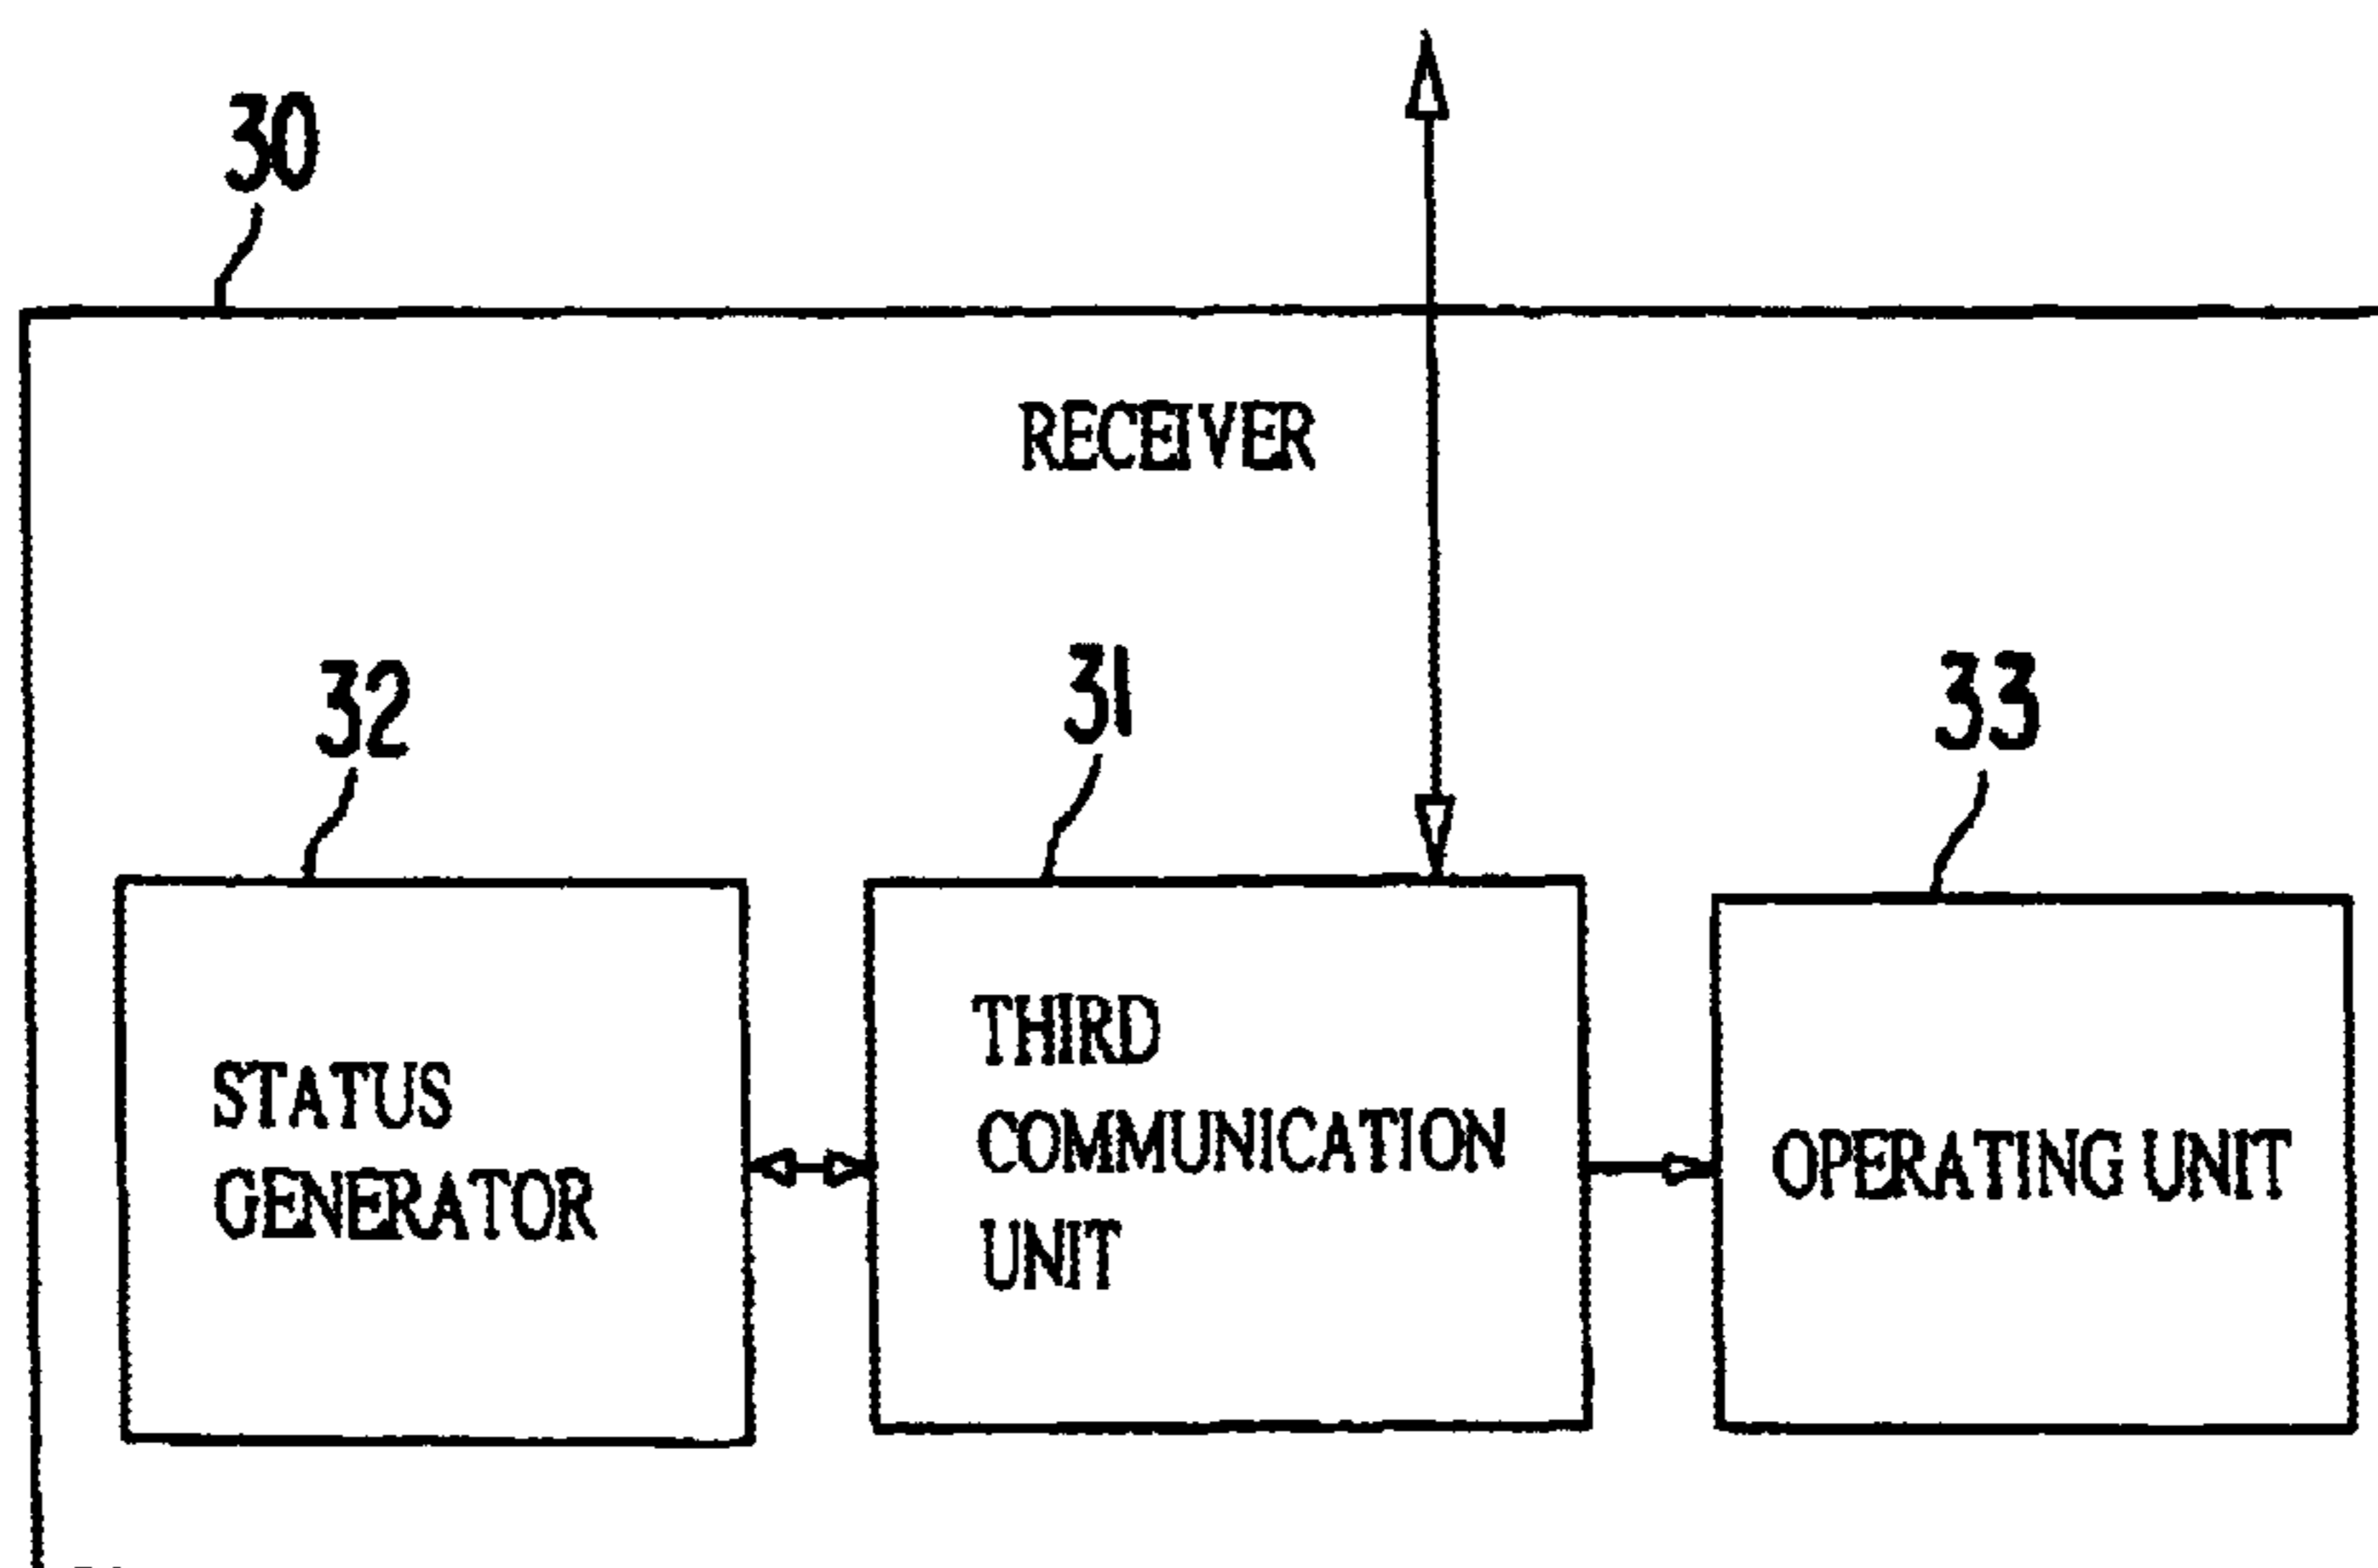 30
RECEIVER
32
31
33
STATUS
GENERATOR
THIRD
COMMUNICATION
UNIT
OPERATING UNIT